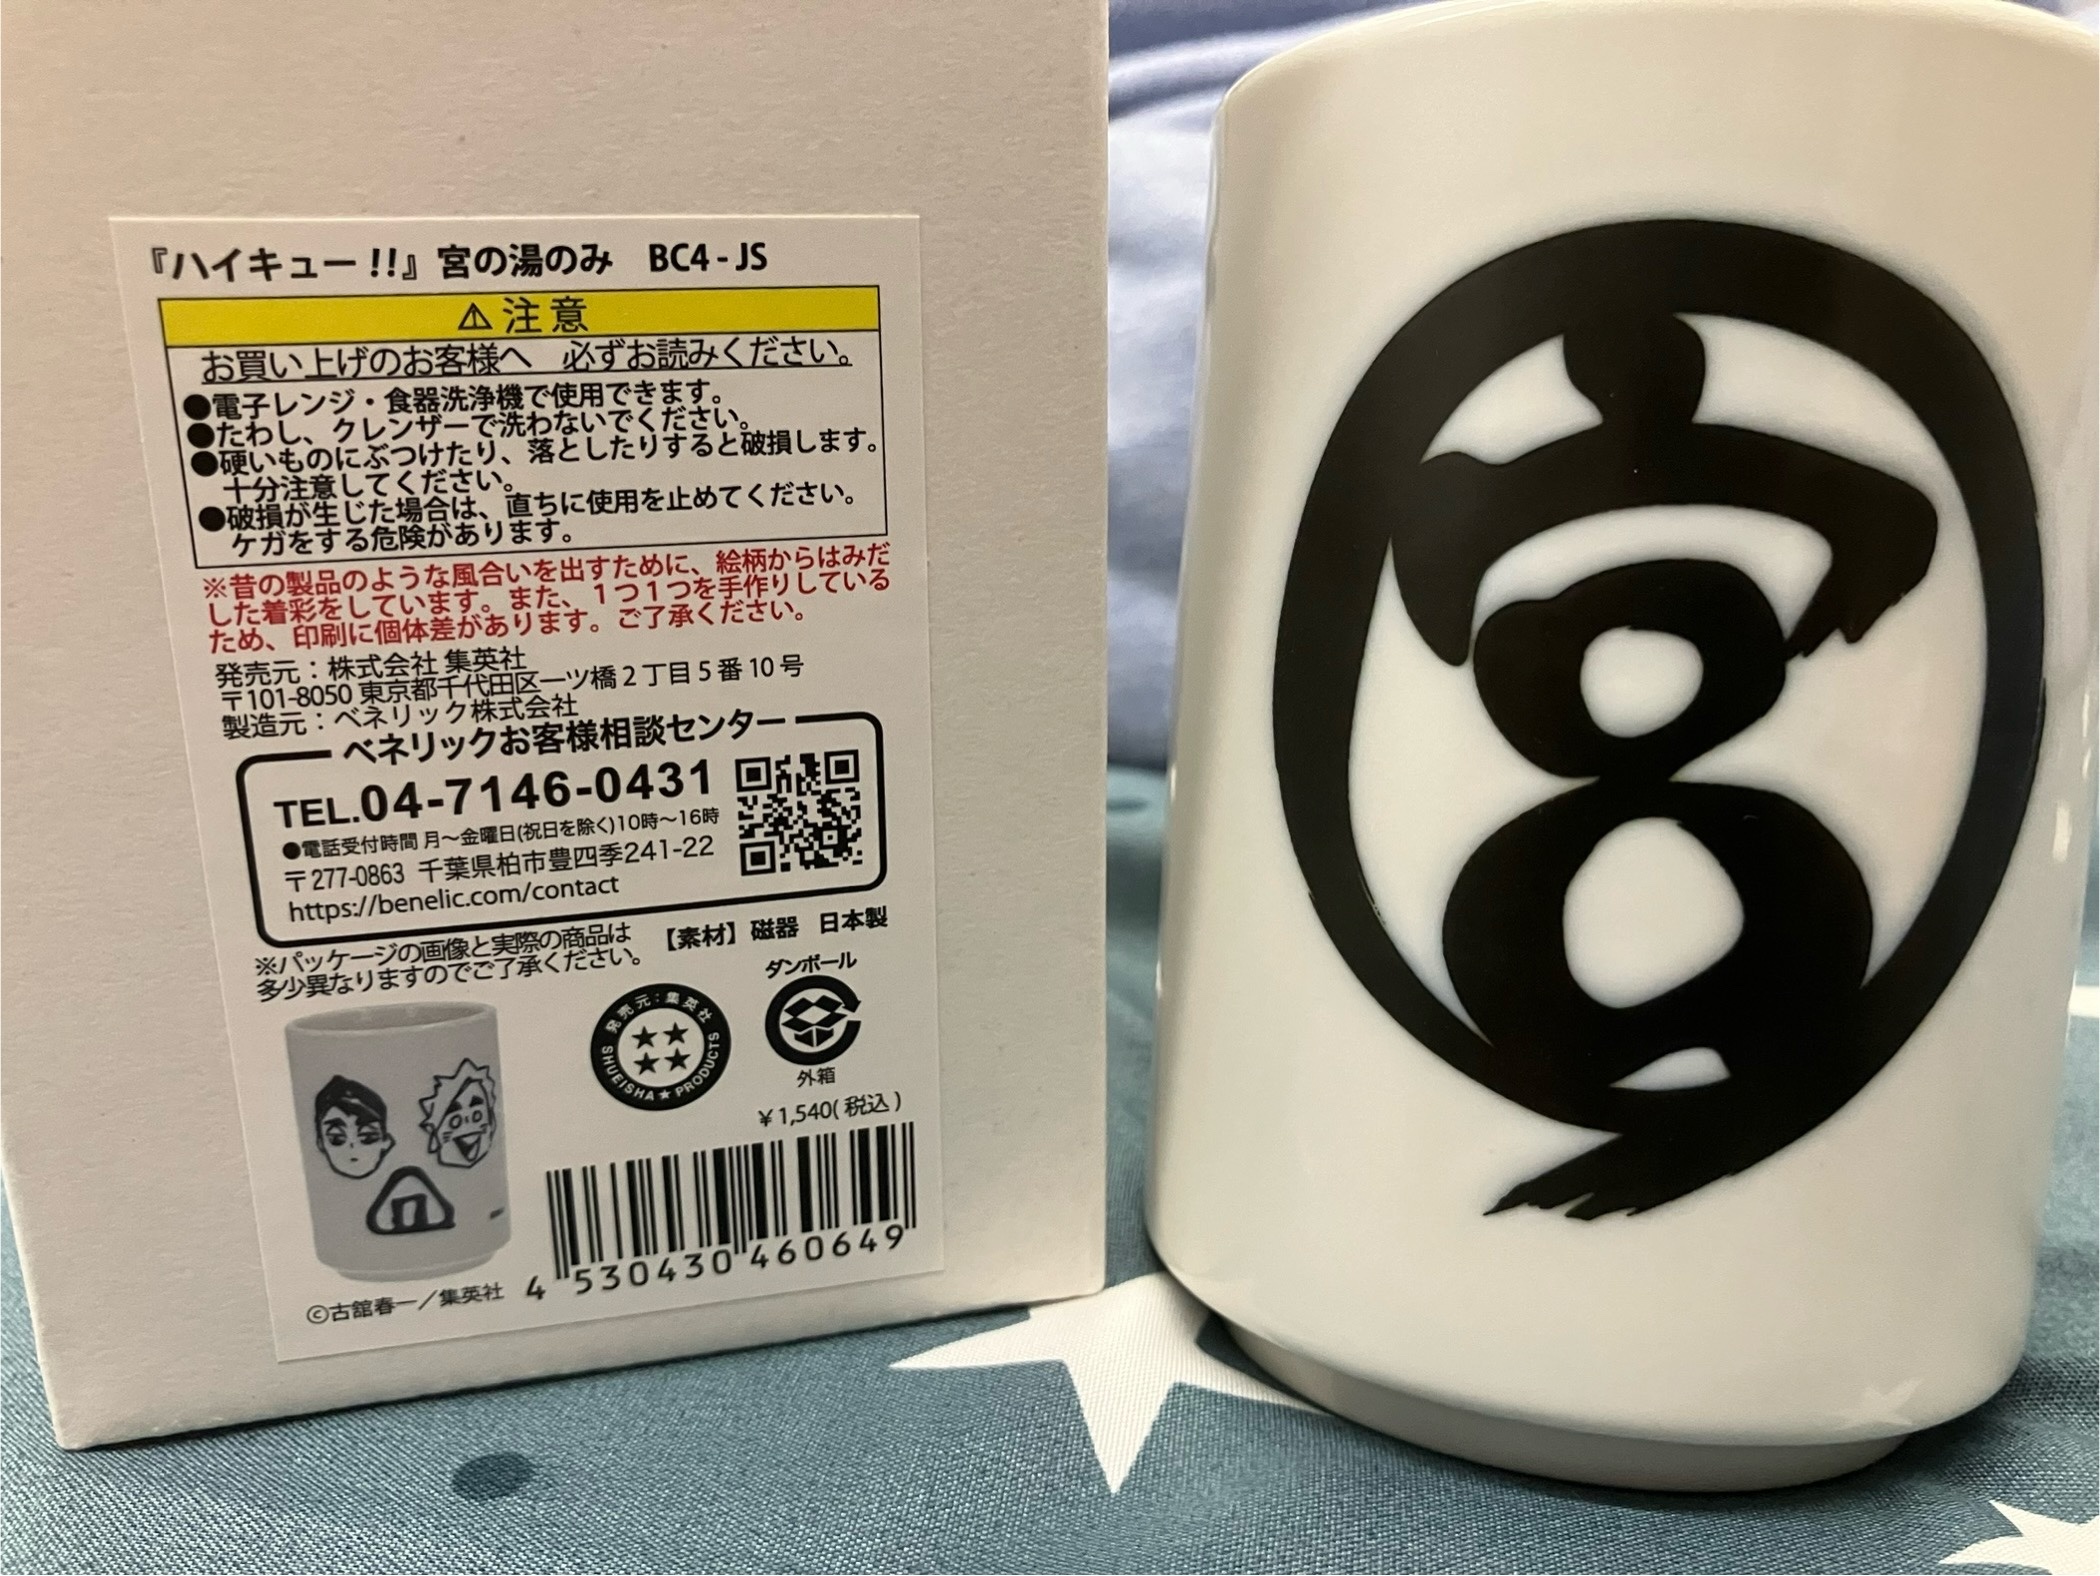 『ハイキュー!!』宮の湯のみ　BC4-JS
⚠注意
お買い上げのお客様へ　必ずお読みください。
●電子レンジ・食器洗浄機で使用できます。
●たわし、クレンザーで洗わないでください。
●硬いものにぶつけたり、落としたりすると破損します。
十分注意してください。
●破損が生じた場合は、直ちに使用を止めてください。
ケガをする危険があります。
※昔の製品のような風合いを出すために、絵柄からはみだ
した着彩をしています。また、1つ1つを手作りしている
ため、印刷に個体差があります。ご了承ください。
発売元：株式会社 集英社
〒101-8050 東京都千代田区一ツ橋2丁目5番10号
製造元：ベネリック株式会社
ベネリックお客様相談センター
TEL.04-7146-0431
●電話受付時間 月～金曜日(祝日を除く)10時～16時
〒277-0863 千葉県柏市豊四季241-22
https://benelic.com/contact
※パッケージの画像と実際の商品は
多少異なりますのでご了承ください。
【素材】磁器　日本製
発売元：集英社
SHUEISHA★PRODUCTS
ダンボール
外箱
￥1,540(税込)
4 530430 460649
©古舘春一／集英社
宮